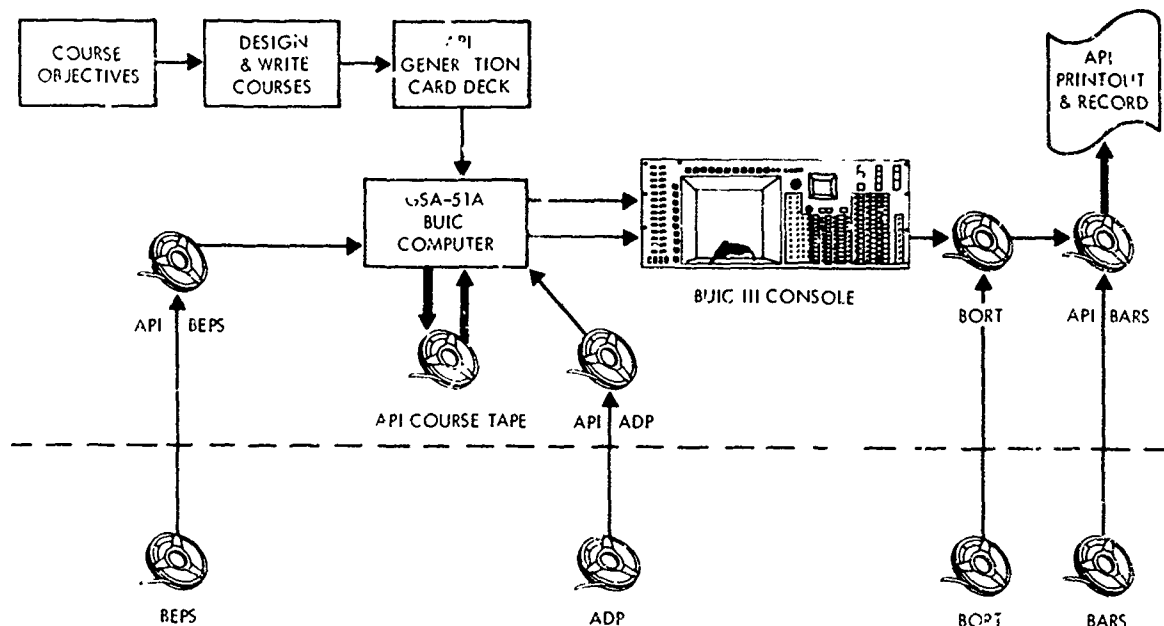 COURSE
OBJECTIVES
DESIGN
& WRITE
COURSES
API
GENERATION
CARD DECK
API
PRINTOUT
& RECORD
GSA-51A
BUIC
COMPUTER
BUIC III CONSOLE
API BEPS
BORT
API BARS
API COURSE TAPE
API ADP
BEPS
ADP
BORT
BARS